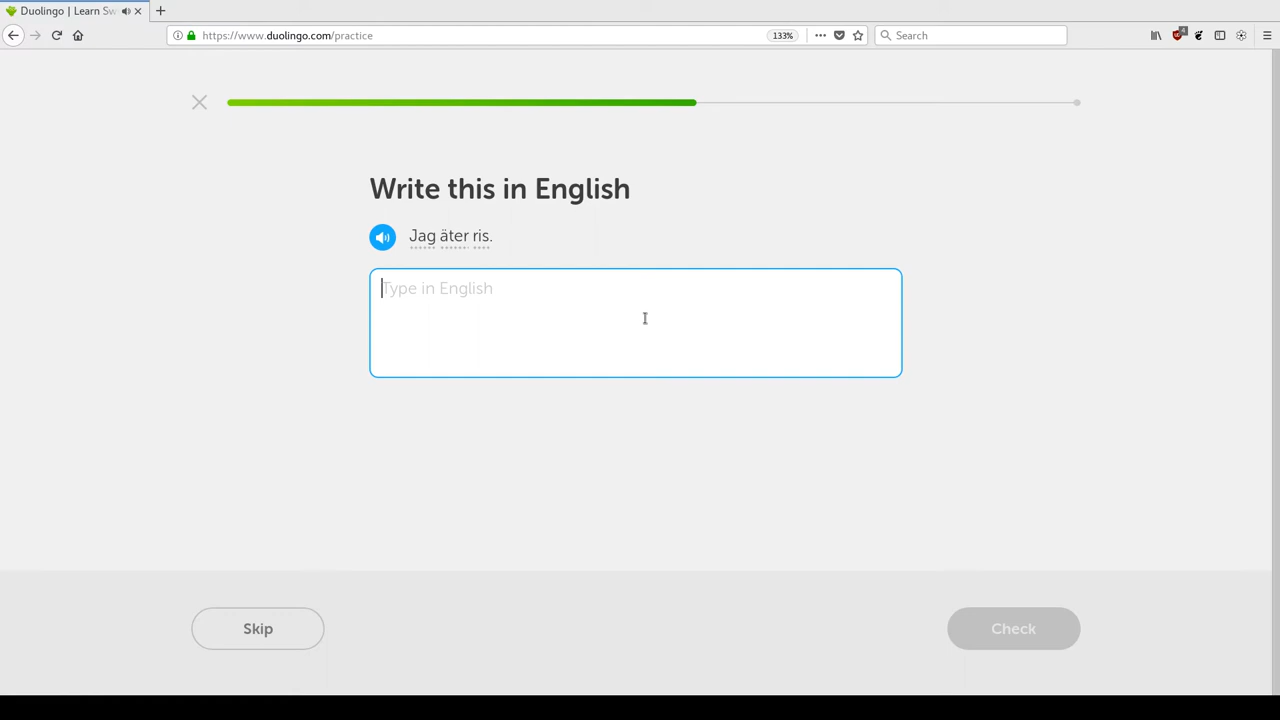 Duolingo | Learn Sw
https://www.duolingo.com/practice
133%
Search
4
Write this in English
Jag äter ris.
Type in English
Skip
Check